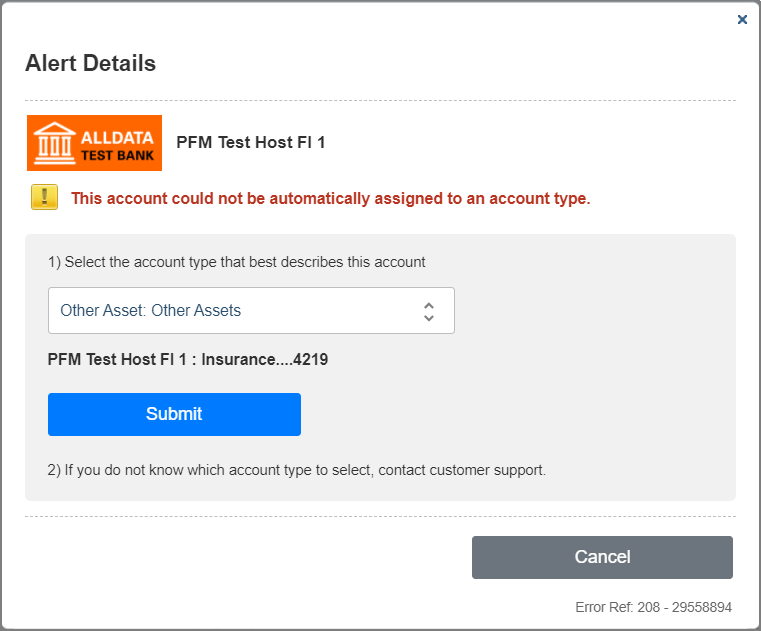 ×
Alert Details
ALLDATA
TEST BANK
PFM Test Host FI 1
!
This account could not be automatically assigned to an account type.
1) Select the account type that best describes this account
Other Asset: Other Assets
PFM Test Host FI 1 : Insurance....4219
Submit
2) If you do not know which account type to select, contact customer support.
Cancel
Error Ref: 208 - 29558894